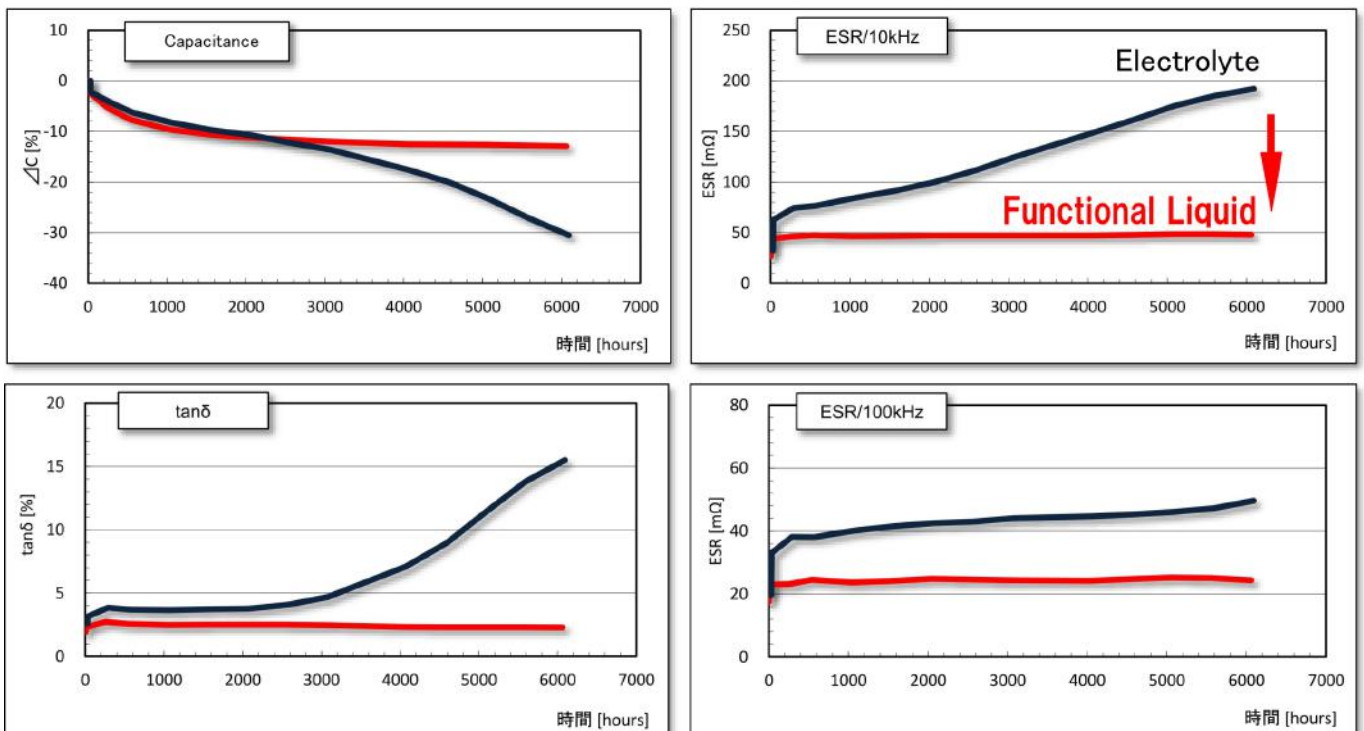 Capacitance
10
0
-10
-20
-30
-40
⊿C [%]
0 1000 2000 3000 4000 5000 6000 7000
時間 [hours]
ESR/10kHz
250
200
150
100
50
0
ESR [mΩ]
Electrolyte
Functional Liquid
0 1000 2000 3000 4000 5000 6000 7000
時間 [hours]
tanδ
20
15
10
5
0
tanδ [%]
0 1000 2000 3000 4000 5000 6000 7000
時間 [hours]
ESR/100kHz
80
60
40
20
0
ESR [mΩ]
0 1000 2000 3000 4000 5000 6000 7000
時間 [hours]